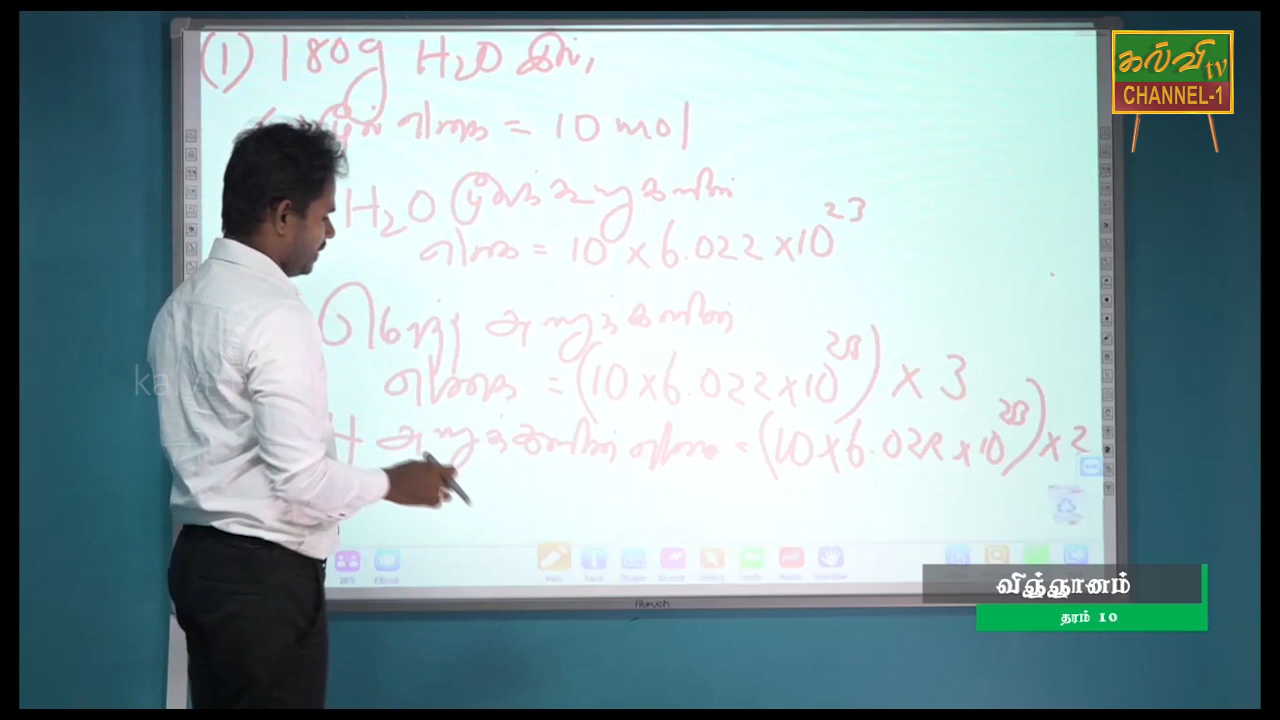 (1) 180g H₂O இல்,
மூல் எண்ணிக்கை = 10 mol
H₂O மூலக்கூறுகளின்
எண்ணிக்கை = 10 × 6.022 × 10²³
மொத்த அணுக்களின்
எண்ணிக்கை = (10 × 6.022 × 10²³) × 3
H அணுக்களின் = (10 × 6.022 × 10²³) × 2
கல்வி tv
CHANNEL-1
விஞ்ஞானம்
தரம் 10